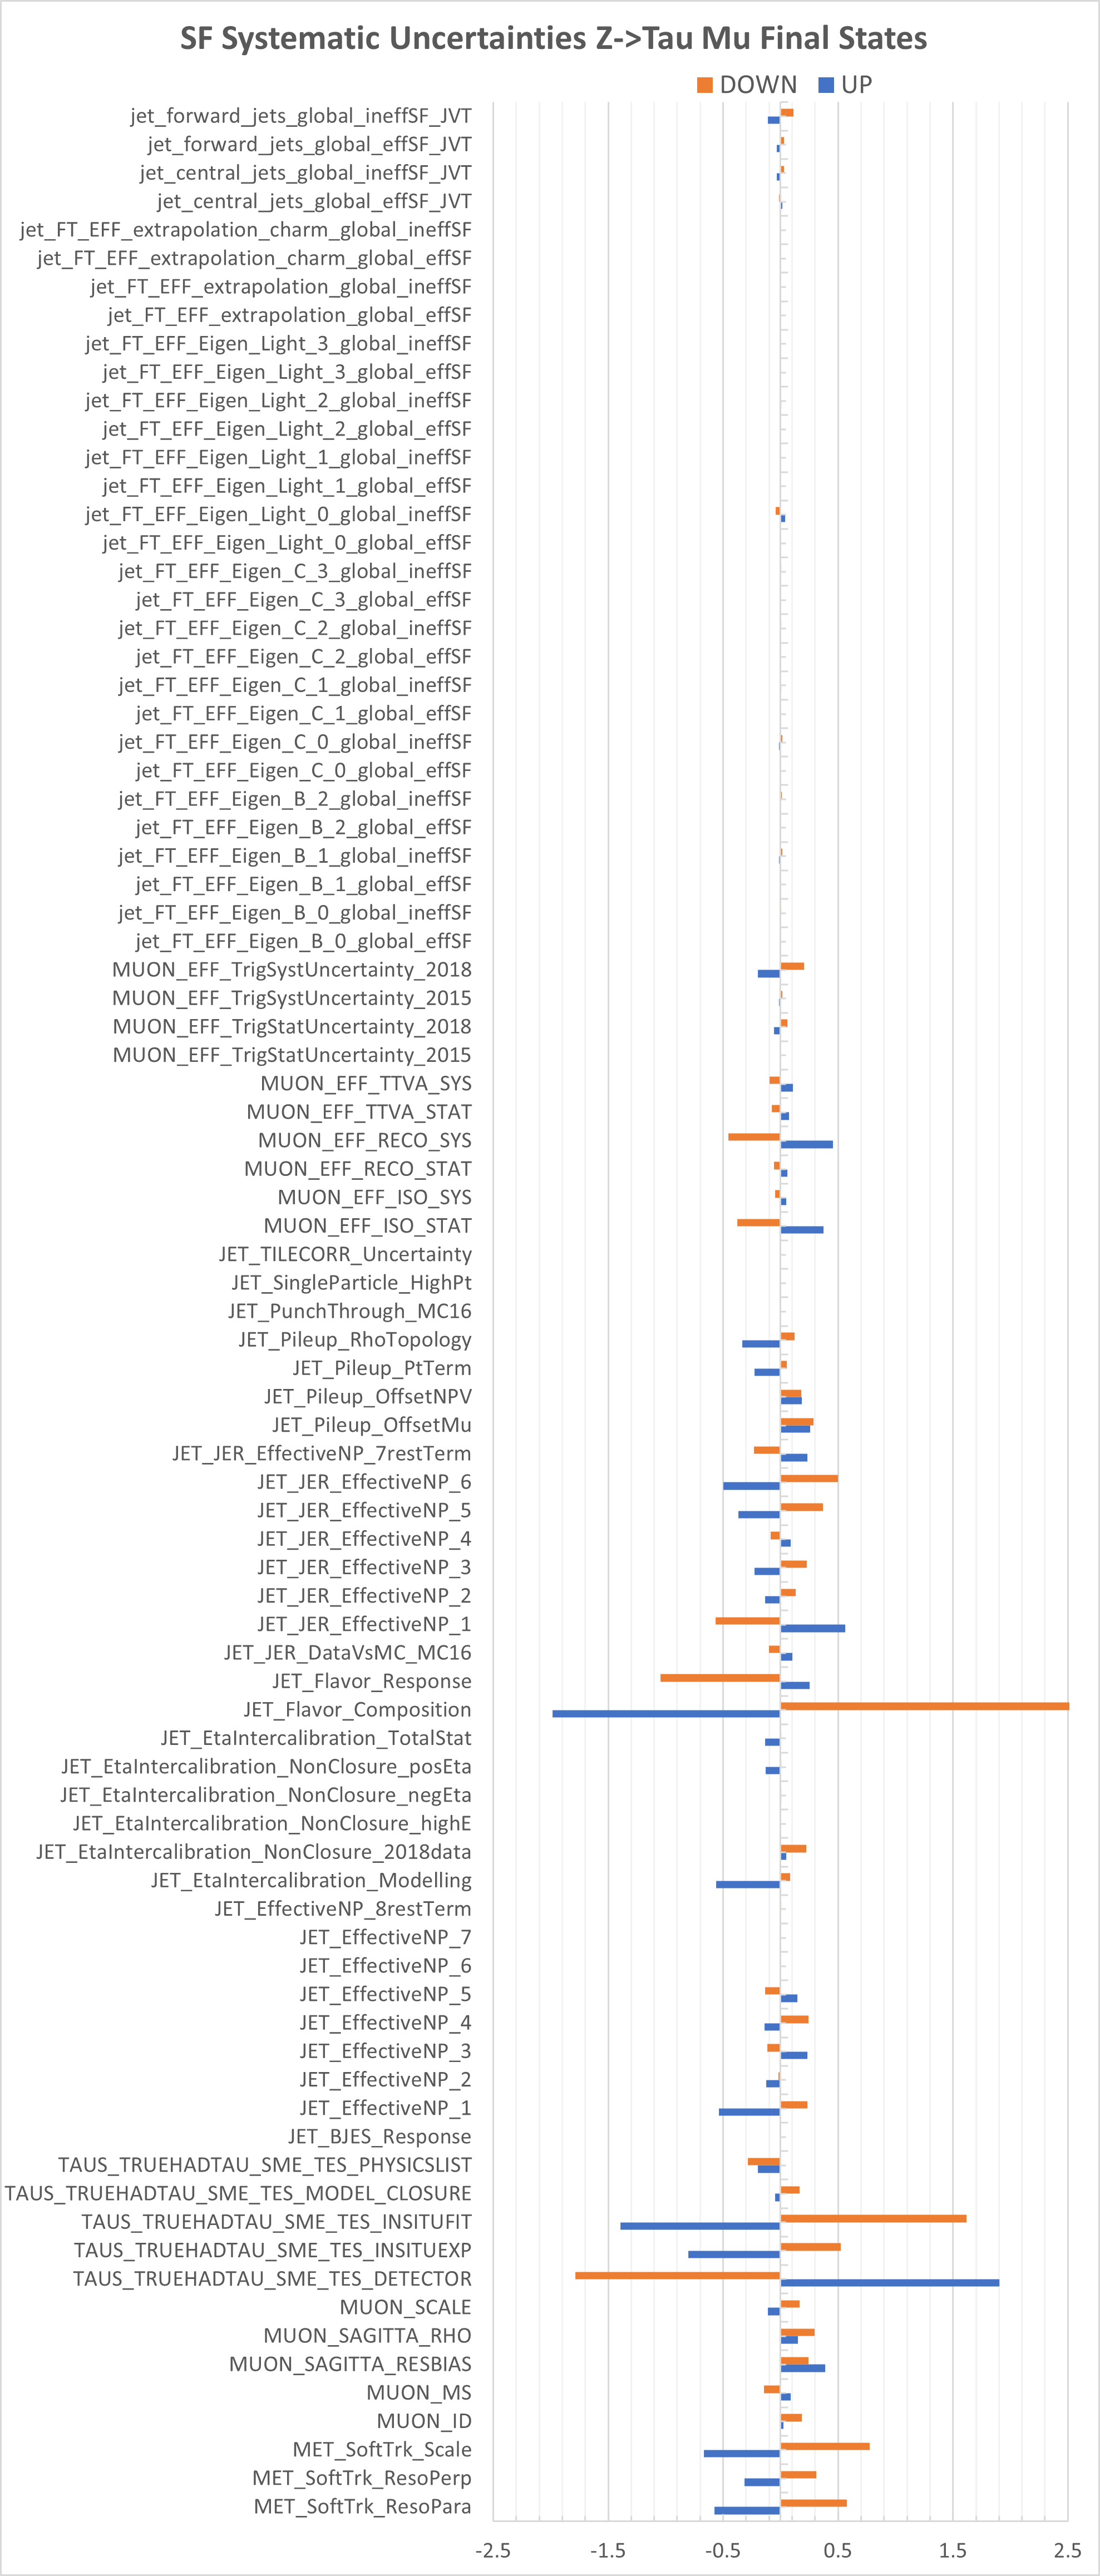 SF Systematic Uncertainties Z->Tau Mu Final States
DOWN UP
jet_forward_jets_global_ineffSF_JVT
jet_forward_jets_global_effSF_JVT
jet_central_jets_global_ineffSF_JVT
jet_central_jets_global_effSF_JVT
jet_FT_EFF_extrapolation_charm_global_ineffSF
jet_FT_EFF_extrapolation_charm_global_effSF
jet_FT_EFF_extrapolation_global_ineffSF
jet_FT_EFF_extrapolation_global_effSF
jet_FT_EFF_Eigen_Light_3_global_ineffSF
jet_FT_EFF_Eigen_Light_3_global_effSF
jet_FT_EFF_Eigen_Light_2_global_ineffSF
jet_FT_EFF_Eigen_Light_2_global_effSF
jet_FT_EFF_Eigen_Light_1_global_ineffSF
jet_FT_EFF_Eigen_Light_1_global_effSF
jet_FT_EFF_Eigen_Light_0_global_ineffSF
jet_FT_EFF_Eigen_Light_0_global_effSF
jet_FT_EFF_Eigen_C_3_global_ineffSF
jet_FT_EFF_Eigen_C_3_global_effSF
jet_FT_EFF_Eigen_C_2_global_ineffSF
jet_FT_EFF_Eigen_C_2_global_effSF
jet_FT_EFF_Eigen_C_1_global_ineffSF
jet_FT_EFF_Eigen_C_1_global_effSF
jet_FT_EFF_Eigen_C_0_global_ineffSF
jet_FT_EFF_Eigen_C_0_global_effSF
jet_FT_EFF_Eigen_B_2_global_ineffSF
jet_FT_EFF_Eigen_B_2_global_effSF
jet_FT_EFF_Eigen_B_1_global_ineffSF
jet_FT_EFF_Eigen_B_1_global_effSF
jet_FT_EFF_Eigen_B_0_global_ineffSF
jet_FT_EFF_Eigen_B_0_global_effSF
MUON_EFF_TrigSystUncertainty_2018
MUON_EFF_TrigSystUncertainty_2015
MUON_EFF_TrigStatUncertainty_2018
MUON_EFF_TrigStatUncertainty_2015
MUON_EFF_TTVA_SYS
MUON_EFF_TTVA_STAT
MUON_EFF_RECO_SYS
MUON_EFF_RECO_STAT
MUON_EFF_ISO_SYS
MUON_EFF_ISO_STAT
JET_TILECORR_Uncertainty
JET_SingleParticle_HighPt
JET_PunchThrough_MC16
JET_Pileup_RhoTopology
JET_Pileup_PtTerm
JET_Pileup_OffsetNPV
JET_Pileup_OffsetMu
JET_JER_EffectiveNP_7restTerm
JET_JER_EffectiveNP_6
JET_JER_EffectiveNP_5
JET_JER_EffectiveNP_4
JET_JER_EffectiveNP_3
JET_JER_EffectiveNP_2
JET_JER_EffectiveNP_1
JET_JER_DataVsMC_MC16
JET_Flavor_Response
JET_Flavor_Composition
JET_EtaIntercalibration_TotalStat
JET_EtaIntercalibration_NonClosure_posEta
JET_EtaIntercalibration_NonClosure_negEta
JET_EtaIntercalibration_NonClosure_highE
JET_EtaIntercalibration_NonClosure_2018data
JET_EtaIntercalibration_Modelling
JET_EffectiveNP_8restTerm
JET_EffectiveNP_7
JET_EffectiveNP_6
JET_EffectiveNP_5
JET_EffectiveNP_4
JET_EffectiveNP_3
JET_EffectiveNP_2
JET_EffectiveNP_1
JET_BJES_Response
TAUS_TRUEHADTAU_SME_TES_PHYSICSLIST
TAUS_TRUEHADTAU_SME_TES_MODEL_CLOSURE
TAUS_TRUEHADTAU_SME_TES_INSITUFIT
TAUS_TRUEHADTAU_SME_TES_INSITUEXP
TAUS_TRUEHADTAU_SME_TES_DETECTOR
MUON_SCALE
MUON_SAGITTA_RHO
MUON_SAGITTA_RESBIAS
MUON_MS
MUON_ID
MET_SoftTrk_Scale
MET_SoftTrk_ResoPerp
MET_SoftTrk_ResoPara
-2.5 -1.5 -0.5 0.5 1.5 2.5